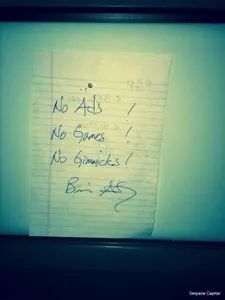 No Ads !
No Games !
No Gimmicks !
Sequoia Capital